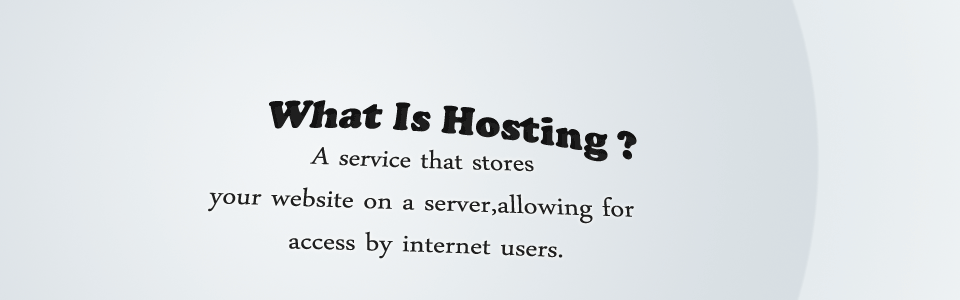 What Is Hosting ?
A service that stores
your website on a server,allowing for
access by internet users.